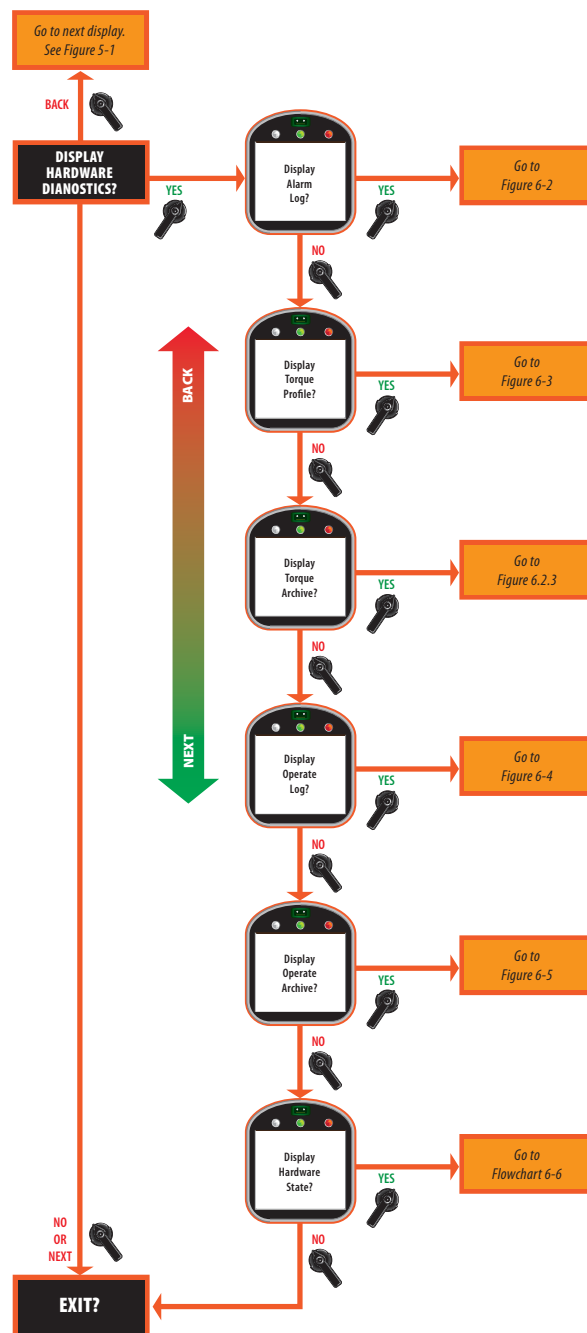 Go to next display.
See Figure 5-1
BACK
DISPLAY
HARDWARE
DIANOSTICS?
YES
Display
Alarm
Log?
YES
Go to
Figure 6-2
NO
BACK
NEXT
Display
Torque
Profile?
YES
Go to
Figure 6-3
NO
Display
Torque
Archive?
YES
Go to
Figure 6.2.3
NO
Display
Operate
Log?
YES
Go to
Figure 6-4
NO
Display
Operate
Archive?
YES
Go to
Figure 6-5
NO
Display
Hardware
State?
YES
Go to
Flowchart 6-6
NO
NO
OR
NEXT
EXIT?